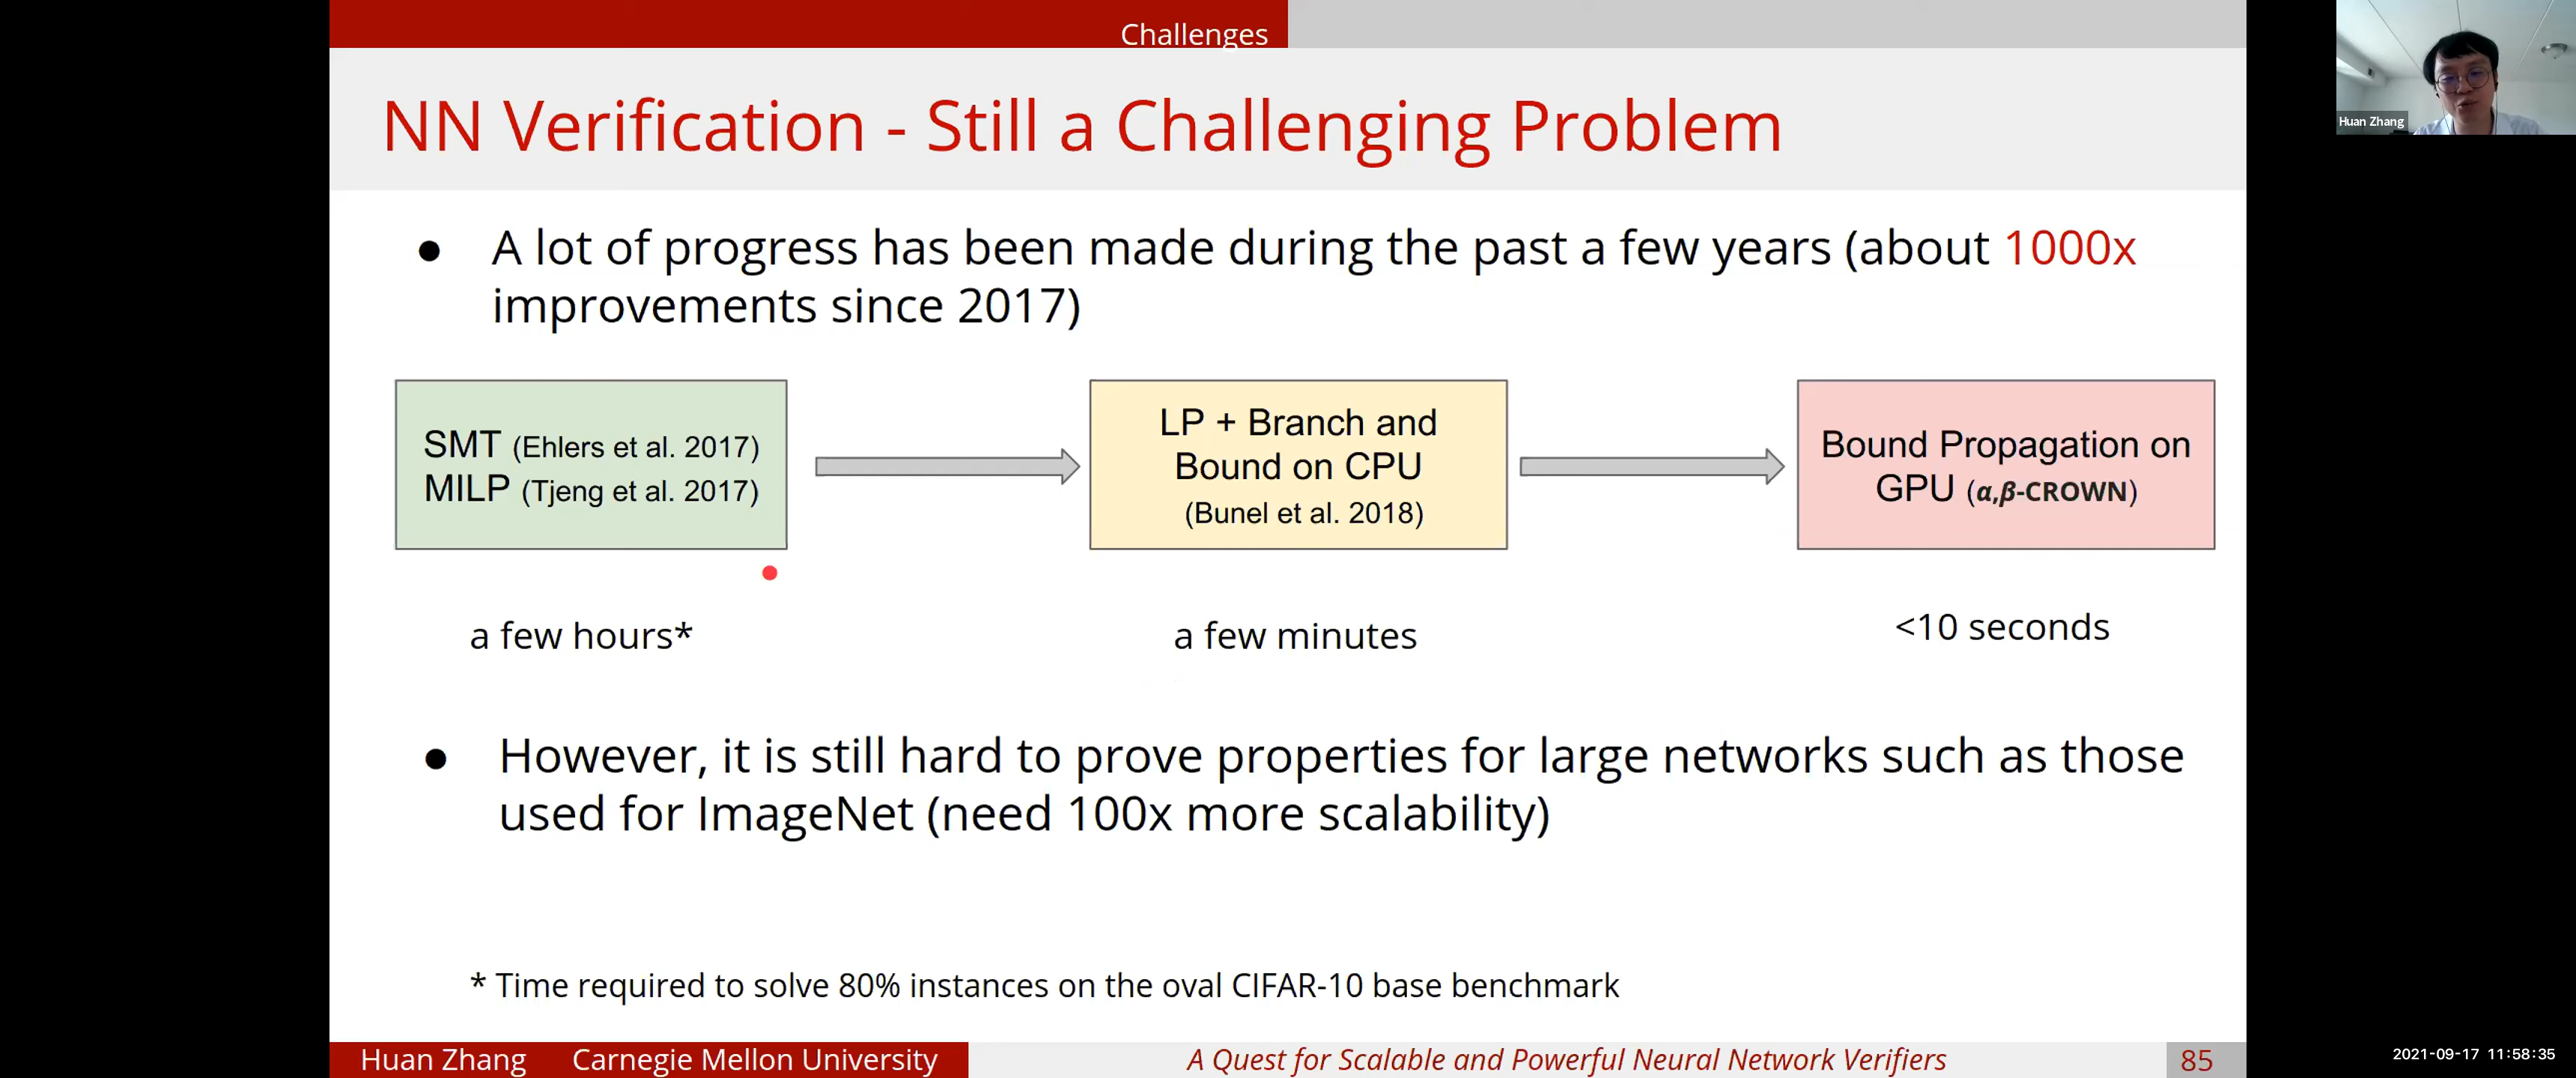 Challenges
NN Verification - Still a Challenging Problem
Huan Zhang
● A lot of progress has been made during the past a few years (about 1000x
improvements since 2017)
SMT (Ehlers et al. 2017)
MILP (Tjeng et al. 2017)
LP + Branch and
Bound on CPU
(Bunel et al. 2018)
Bound Propagation on
GPU (α,β-CROWN)
a few hours*
a few minutes
<10 seconds
● However, it is still hard to prove properties for large networks such as those
used for ImageNet (need 100x more scalability)
* Time required to solve 80% instances on the oval CIFAR-10 base benchmark
Huan Zhang Carnegie Mellon University
A Quest for Scalable and Powerful Neural Network Verifiers
85
2021-09-17 11:58:35